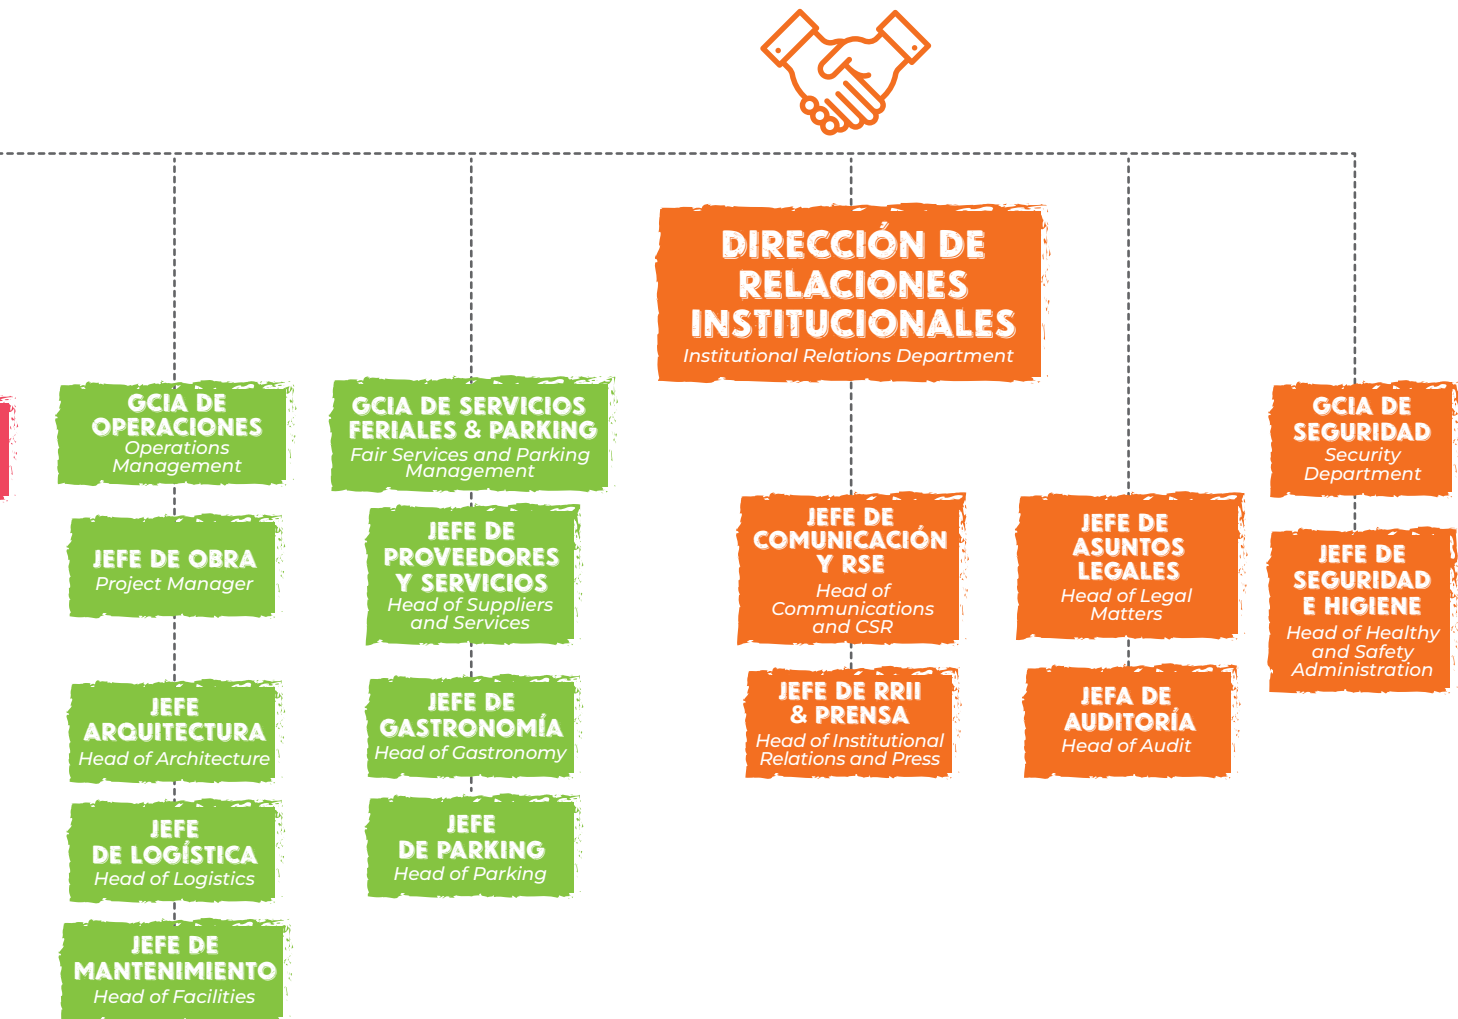 DIRECCIÓN DE
RELACIONES
INSTITUCIONALES
Institutional Relations Department
GCIA DE
OPERACIONES
Operations
Management
JEFE DE OBRA
Project Manager
JEFE
ARQUITECTURA
Head of Architecture
JEFE
DE LOGÍSTICA
Head of Logistics
JEFE DE
MANTENIMIENTO
Head of Facilities
GCIA DE SERVICIOS
FERIALES & PARKING
Fair Services and Parking
Management
JEFE DE
PROVEEDORES
Y SERVICIOS
Head of Suppliers
and Services
JEFE DE
GASTRONOMÍA
Head of Gastronomy
JEFE
DE PARKING
Head of Parking
JEFE DE
COMUNICACIÓN
Y RSE
Head of
Communications
and CSR
JEFE DE RRII
& PRENSA
Head of Institutional
Relations and Press
JEFE DE
ASUNTOS
LEGALES
Head of Legal
Matters
JEFA DE
AUDITORÍA
Head of Audit
GCIA DE
SEGURIDAD
Security
Department
JEFE DE
SEGURIDAD
E HIGIENE
Head of Healthy
and Safety
Administration